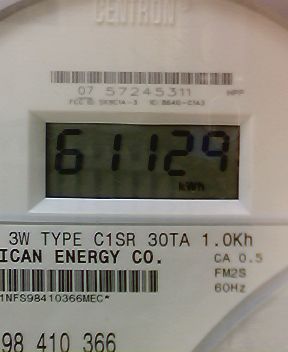 CENTRON
07 57245311 NPP
61129
kWh
3W TYPE C1SR 30TA 1.0Kh
ICAN ENERGY CO. CA 0.5
FM2S
60Hz
1NFS98410366MEC*
98 410 366